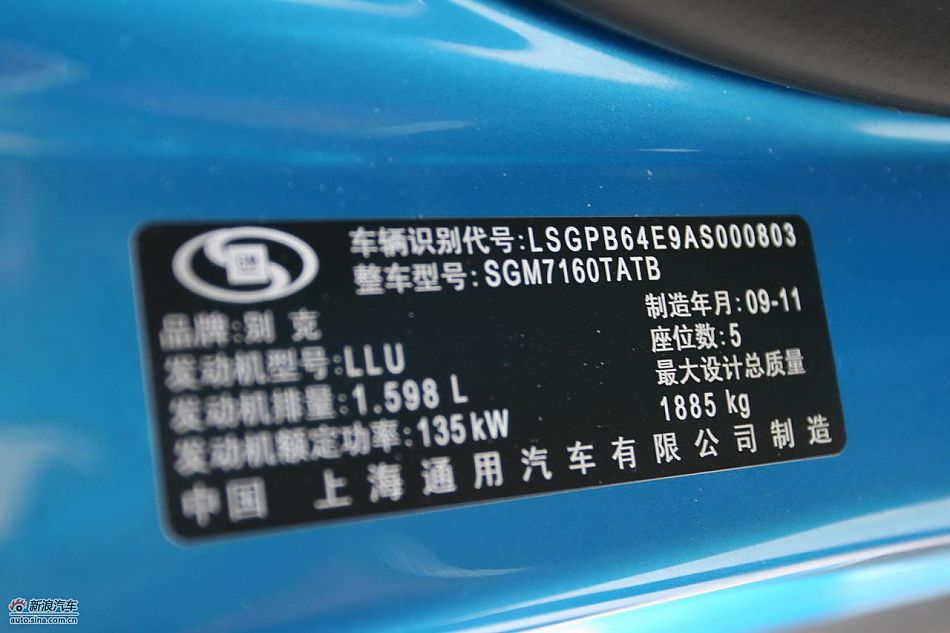 GM
车辆识别代号:LSGPB64E9AS000803
整车型号:SGM7160TATB
品牌:别 克
制造年月:09-11
发动机型号:LLU
座位数:5
发动机排量:1.598 L
最大设计总质量
1885 kg
发动机额定功率:135kW
中国 上海通用汽车有限公司制造
新浪汽车
auto.sina.com.cn